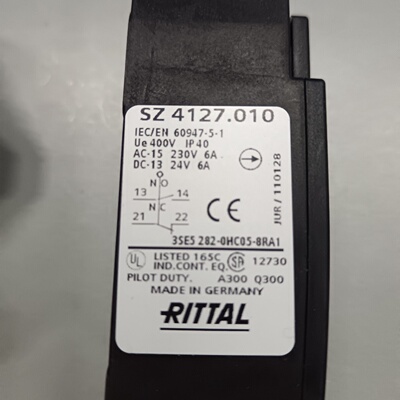 SZ 4127.010
IEC/EN 60947-5-1
Ue 400V IP40
AC-15 230V 6A
DC-13 24V 6A
NO
13 14
NC
21 22
CE
JUR / 110128
3SE5 282-0HC05-8RA1
UL LISTED 165C
IND.CONT. EQ. SA 12730
PILOT DUTY. A300 Q300
MADE IN GERMANY
RITTAL